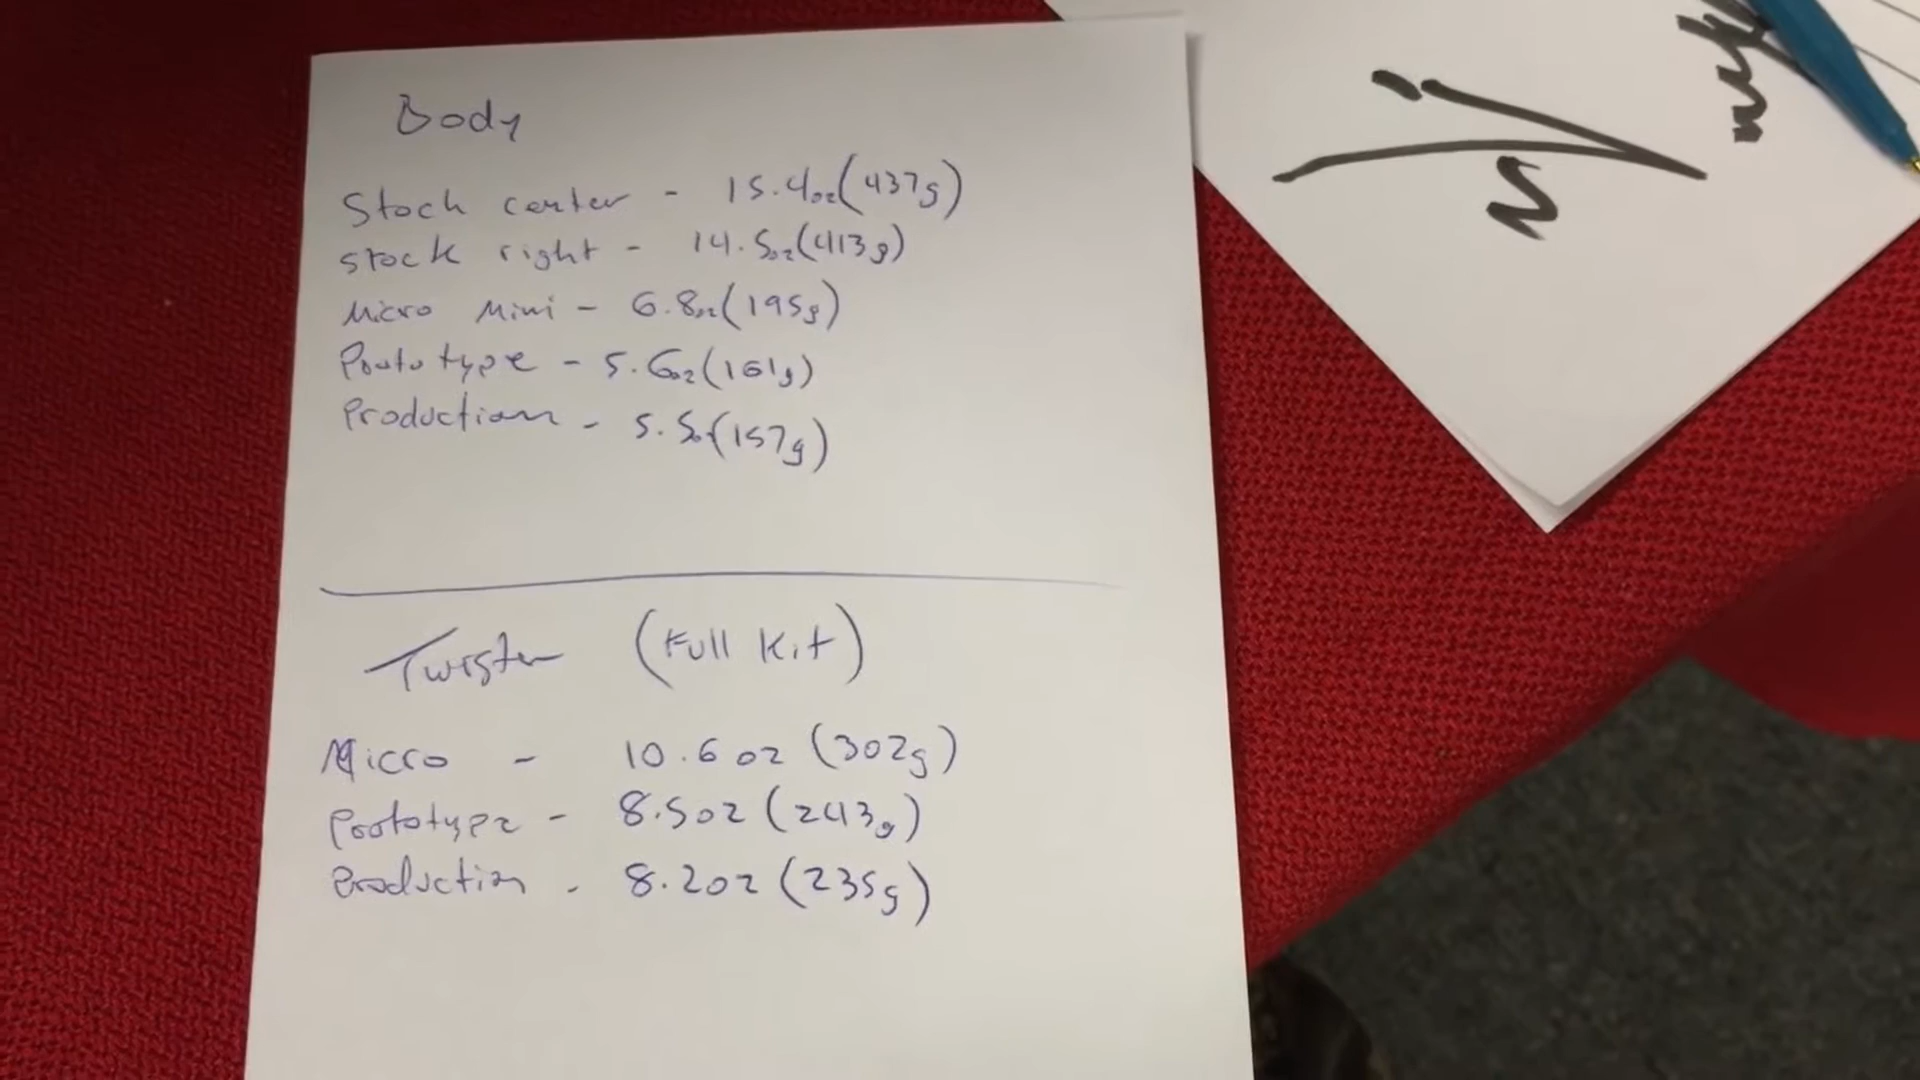 Body
Stock center - 15.4oz (437g)
Stock right - 14.5oz (413g)
Micro Mini - 6.8oz (195g)
Prototype - 5.6oz (161g)
Production - 5.5oz (157g)
Twister (Full Kit)
Micro - 10.6oz (302g)
Prototype - 8.5oz (243g)
Production - 8.2oz (235g)